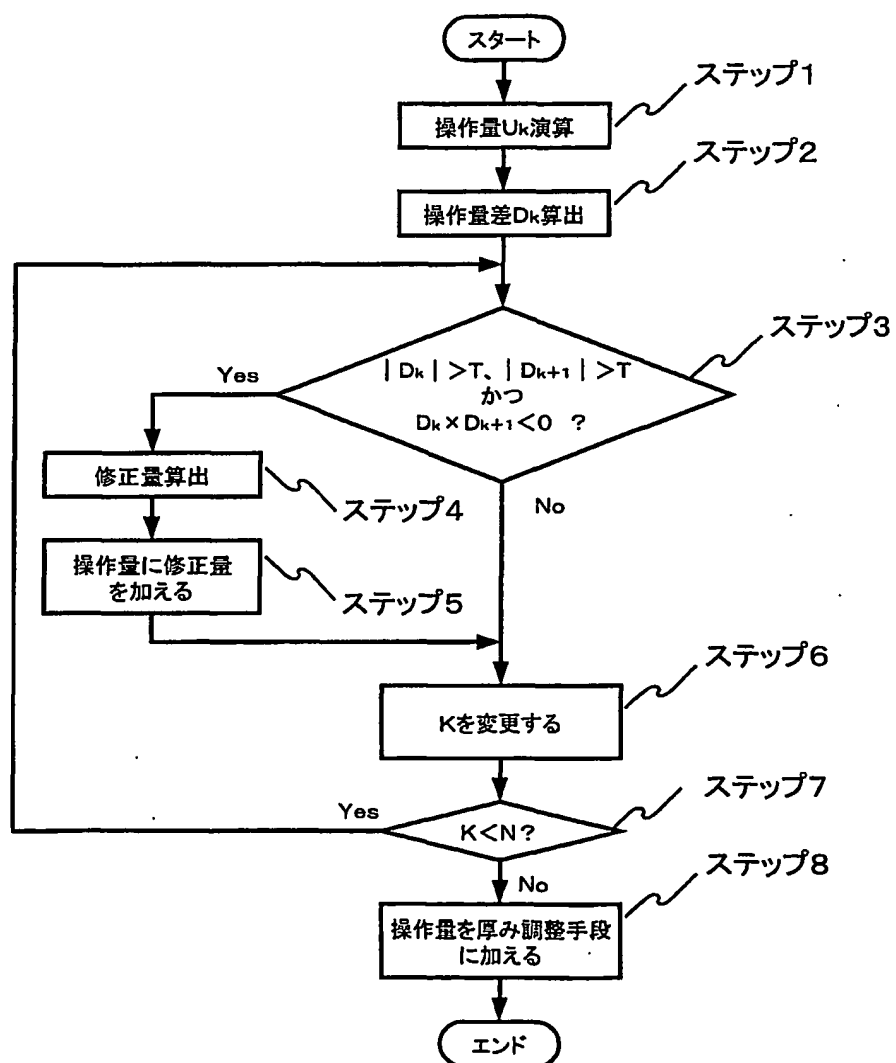 スタート
ステップ1
操作量Uk演算
ステップ2
操作量差Dk算出
ステップ3
Yes
|Dk|>T、|Dk+1|>T
かつ
Dk×Dk+1<0 ?
修正量算出
ステップ4
No
操作量に修正量
を加える
ステップ5
ステップ6
Kを変更する
ステップ7
Yes
K<N?
ステップ8
No
操作量を厚み調整手段
に加える
エンド